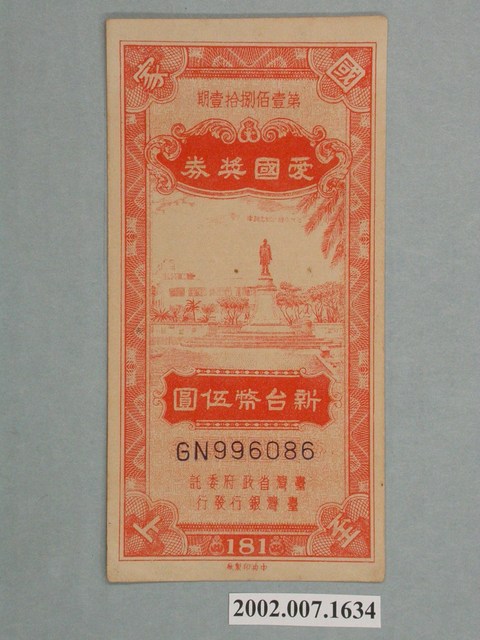 國家至上
第壹佰捌拾壹期
愛國獎券
新台幣伍圓
GN996086
臺灣省政府委託
臺灣銀行發行
181
2002.007.1634